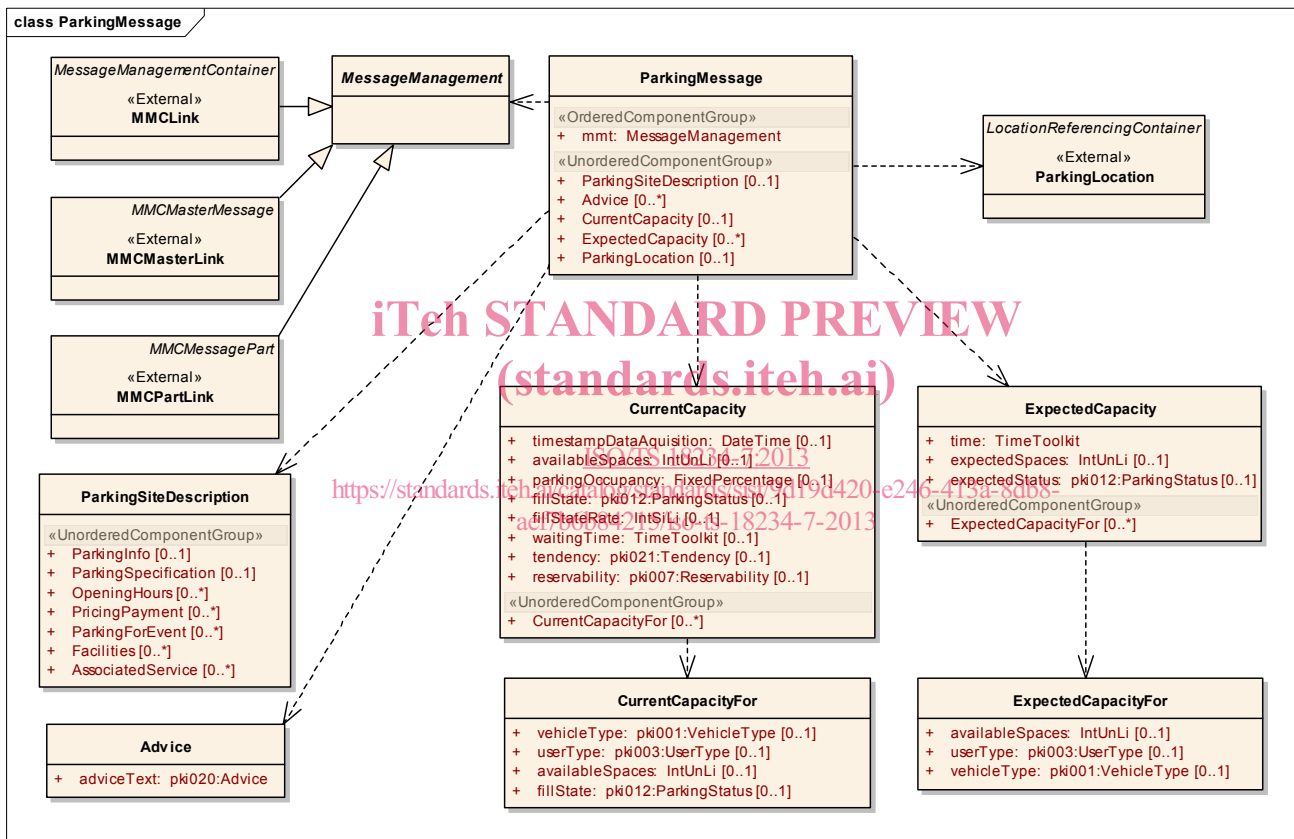 class ParkingMessage
MessageManagementContainer
«External»
MMCLink
MessageManagement
ParkingMessage
«OrderedComponentGroup»
+ mmt: MessageManagement
«UnorderedComponentGroup»
+ ParkingSiteDescription [0..1]
+ Advice [0..*]
+ CurrentCapacity [0..1]
+ ExpectedCapacity [0..*]
+ ParkingLocation [0..1]
LocationReferencingContainer
«External»
ParkingLocation
MMCMasterMessage
«External»
MMCMasterLink
MMCMessagePart
«External»
MMCPartLink
iTeh STANDARD PREVIEW
(standards.iteh.ai)
ISO/TS 18234-7:2013
CurrentCapacity
+ timestampDataAquisition: DateTime [0..1]
+ availableSpaces: IntUnLi [0..1]
+ parkingOccupancy: FixedPercentage [0..1]
+ fillState: pki012:ParkingStatus [0..1]
+ fillStateRate: IntSiLi [0..1]
+ waitingTime: TimeToolkit [0..1]
+ tendency: pki021:Tendency [0..1]
+ reservability: pki007:Reservability [0..1]
«UnorderedComponentGroup»
+ CurrentCapacityFor [0..*]
ExpectedCapacity
+ time: TimeToolkit
+ expectedSpaces: IntUnLi [0..1]
+ expectedStatus: pki012:ParkingStatus [0..1]
«UnorderedComponentGroup»
+ ExpectedCapacityFor [0..*]
ParkingSiteDescription
«UnorderedComponentGroup»
+ ParkingInfo [0..1]
+ ParkingSpecification [0..1]
+ OpeningHours [0..*]
+ PricingPayment [0..*]
+ ParkingForEvent [0..*]
+ Facilities [0..*]
+ AssociatedService [0..*]
Advice
+ adviceText: pki020:Advice
CurrentCapacityFor
+ vehicleType: pki001:VehicleType [0..1]
+ userType: pki003:UserType [0..1]
+ availableSpaces: IntUnLi [0..1]
+ fillState: pki012:ParkingStatus [0..1]
ExpectedCapacityFor
+ availableSpaces: IntUnLi [0..1]
+ userType: pki003:UserType [0..1]
+ vehicleType: pki001:VehicleType [0..1]